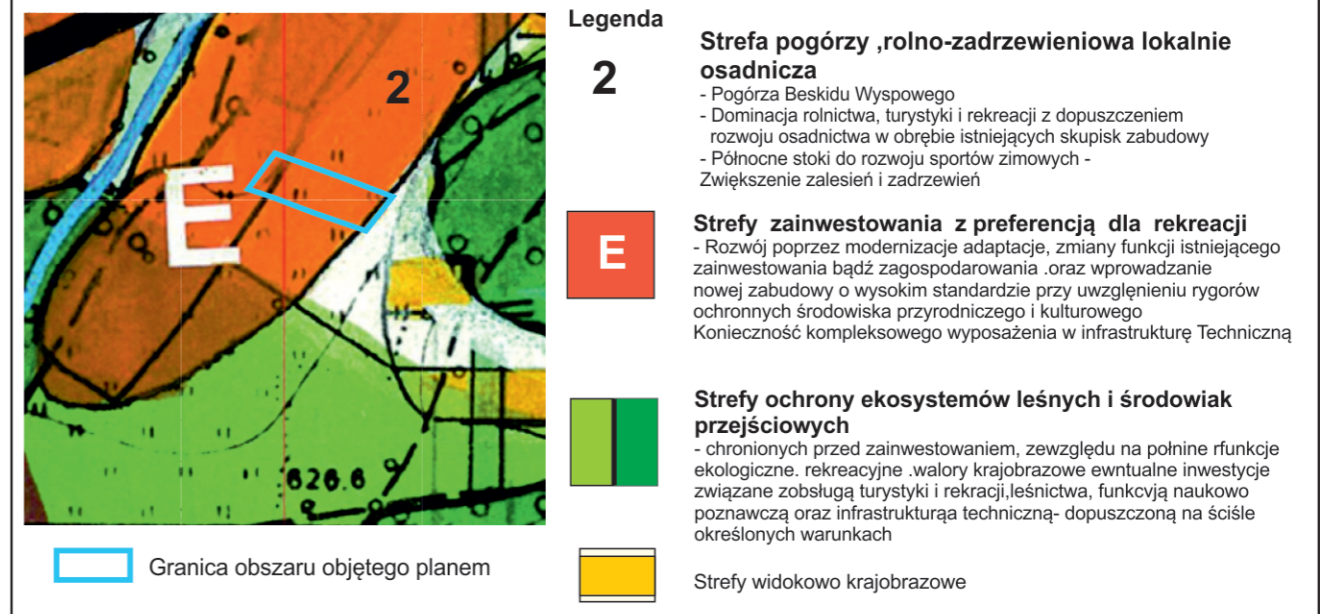 2
E
626.6
Granica obszaru objętego planem
Legenda
2
Strefa pogórzy ,rolno-zadrzewieniowa lokalnie
osadnicza
- Pogórza Beskidu Wyspowego
- Dominacja rolnictwa, turystyki i rekreacji z dopuszczeniem
rozwoju osadnictwa w obrębie istniejących skupisk zabudowy
- Północne stoki do rozwoju sportów zimowych -
Zwiększenie zalesień i zadrzewień
E
Strefy zainwestowania z preferencją dla rekreacji
- Rozwój poprzez modernizacje adaptacje, zmiany funkcji istniejącego
zainwestowania bądź zagospodarowania .oraz wprowadzanie
nowej zabudowy o wysokim standardzie przy uwzględnieniu rygorów
ochronnych środowiska przyrodniczego i kulturowego
Konieczność kompleksowego wyposażenia w infrastrukturę Techniczną
Strefy ochrony ekosystemów leśnych i środowiak
przejściowych
- chronionych przed zainwestowaniem, zewzględu na połnine rfunkcje
ekologiczne. rekreacyjne .walory krajobrazowe ewntualne inwestycje
związane zobsługą turystyki i rekracji,leśnictwa, funkcvją naukowo
poznawczą oraz infrastrukturąa techniczną- dopuszczoną na ściśle
określonych warunkach
Strefy widokowo krajobrazowe